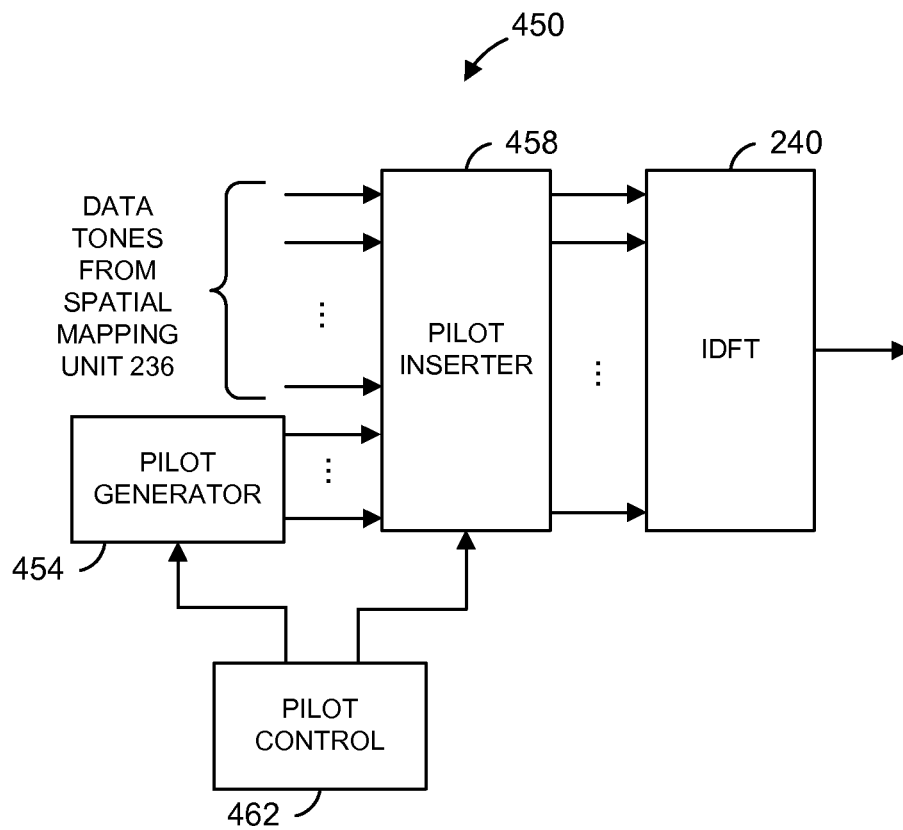 450
458
240
DATA
TONES
FROM
SPATIAL
MAPPING
UNIT 236
PILOT
INSERTER
IDFT
PILOT
GENERATOR
454
PILOT
CONTROL
462